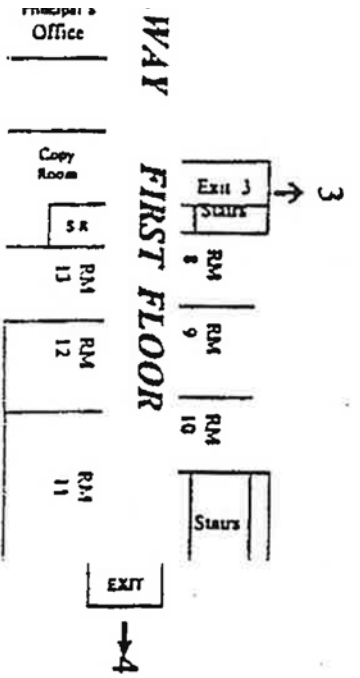 Principal's
Office
WAY
FIRST FLOOR
Copy
Room
SR
Exit 3
Stairs
3
RM
13
RM
8
RM
12
RM
9
RM
10
RM
11
Stairs
EXIT
4